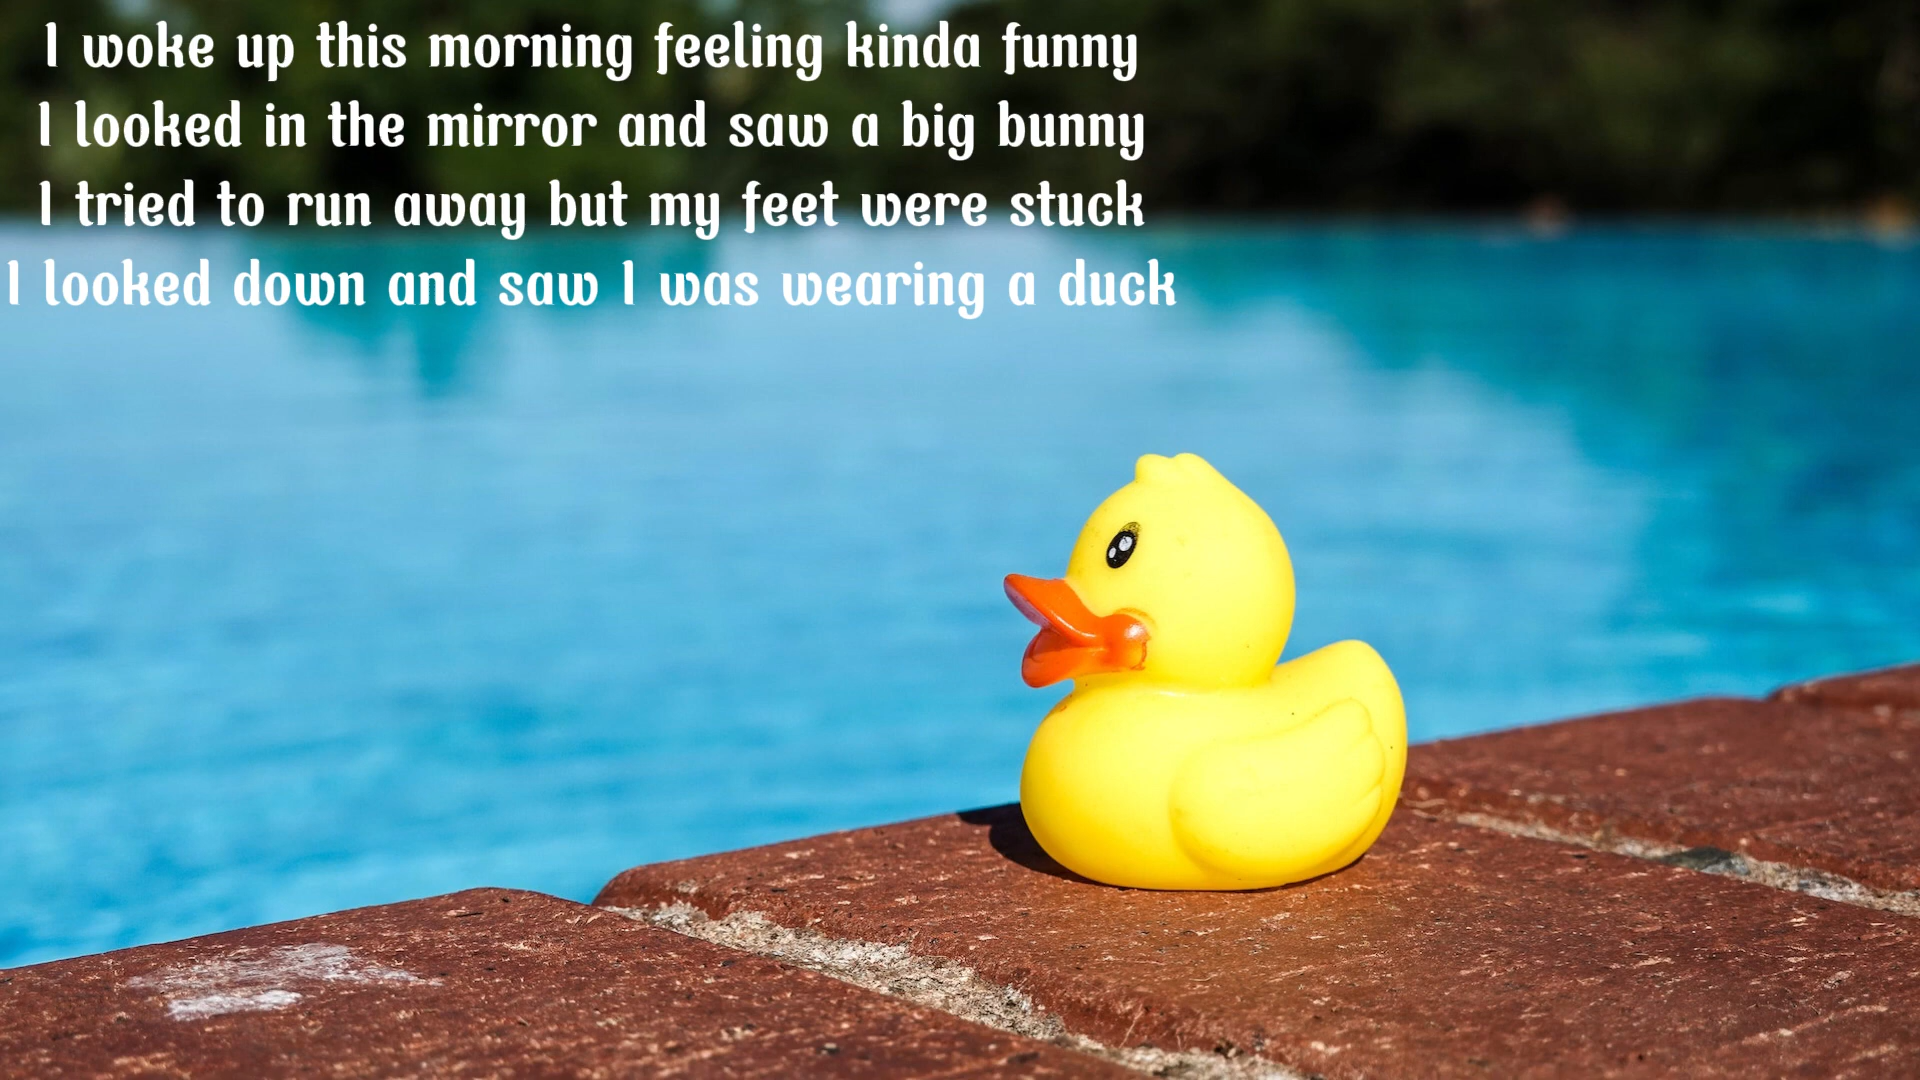 I woke up this morning feeling kinda funny
I looked in the mirror and saw a big bunny
I tried to run away but my feet were stuck
I looked down and saw I was wearing a duck